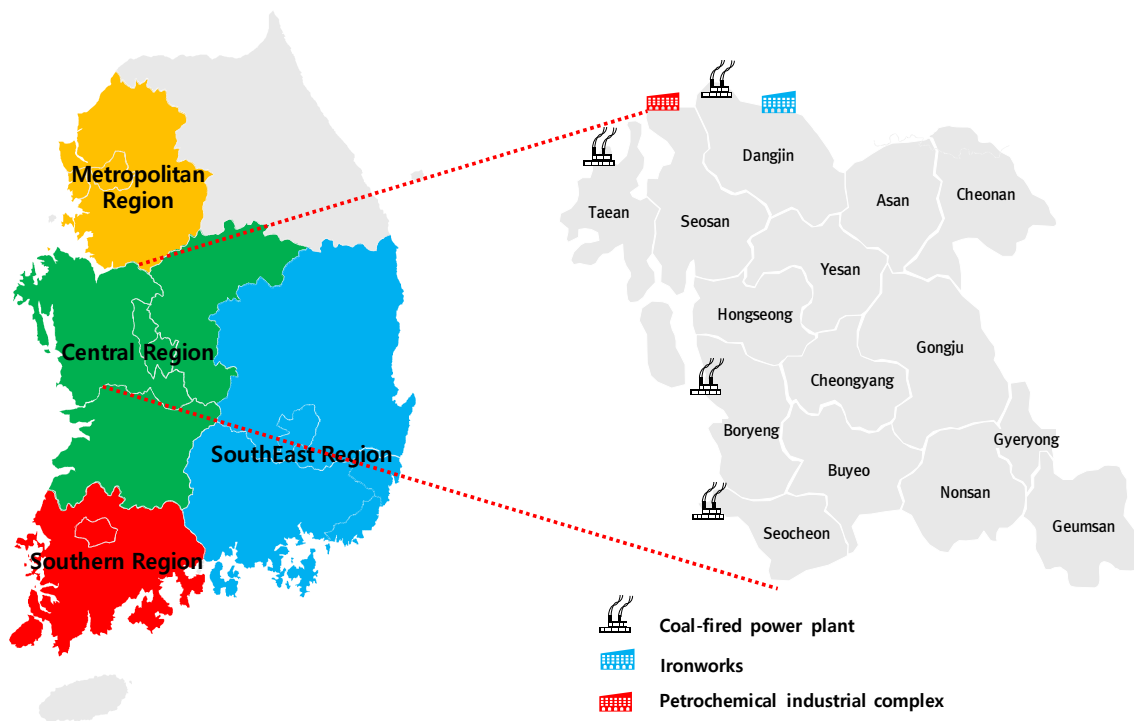 Metropolitan
Region
Central Region
SouthEast Region
Southern Region
Dangjin
Cheonan
Asan
Taean
Seosan
Yesan
Hongseong
Gongju
Cheongyang
Boryeng
Gyeryong
Buyeo
Nonsan
Seocheon
Geumsan
Coal-fired power plant
Ironworks
Petrochemical industrial complex